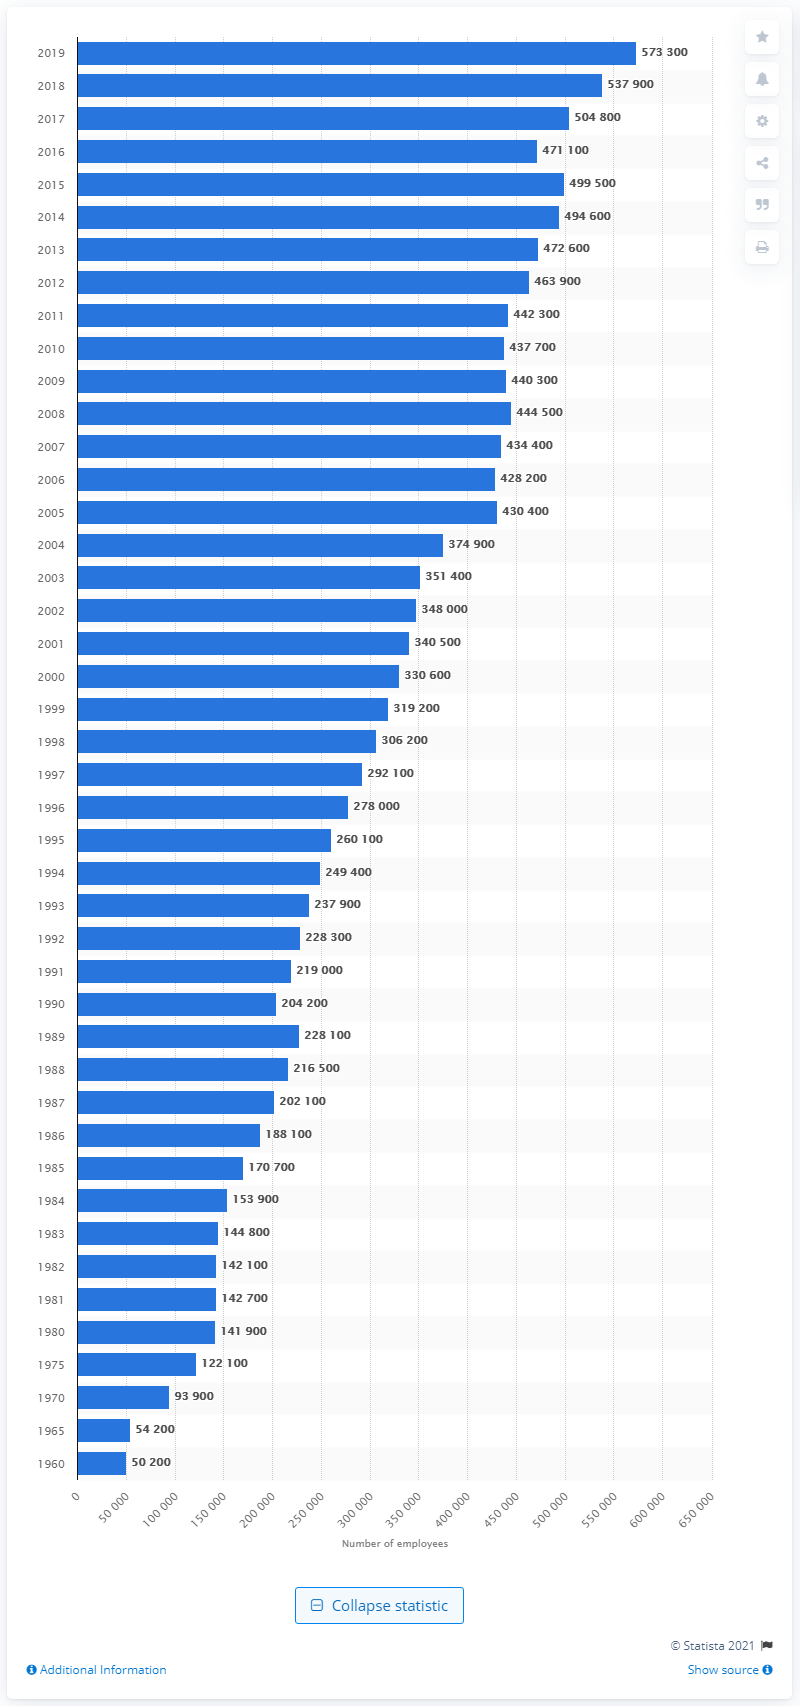 2019 573 300
2018 537 900
2017 504 800
2016 471 100
2015 499 500
2014 494 600
2013 472 600
2012 463 900
2011 442 300
2010 437 700
2009 440 300
2008 444 500
2007 434 400
2006 428 200
2005 430 400
2004 374 900
2003 351 400
2002 348 000
2001 340 500
2000 330 600
1999 319 200
1998 306 200
1997 292 100
1996 278 000
1995 260 100
1994 249 400
1993 237 900
1992 228 300
1991 219 000
1990 204 200
1989 228 100
1988 216 500
1987 202 100
1986 188 100
1985 170 700
1984 153 900
1983 144 800
1982 142 100
1981 142 700
1980 141 900
1975 122 100
1970 93 900
1965 54 200
1960 50 200
0 50 000 100 000 150 000 200 000 250 000 300 000 350 000 400 000 450 000 500 000 550 000 600 000 650 000
Number of employees
Collapse statistic
© Statista 2021
Additional Information Show source